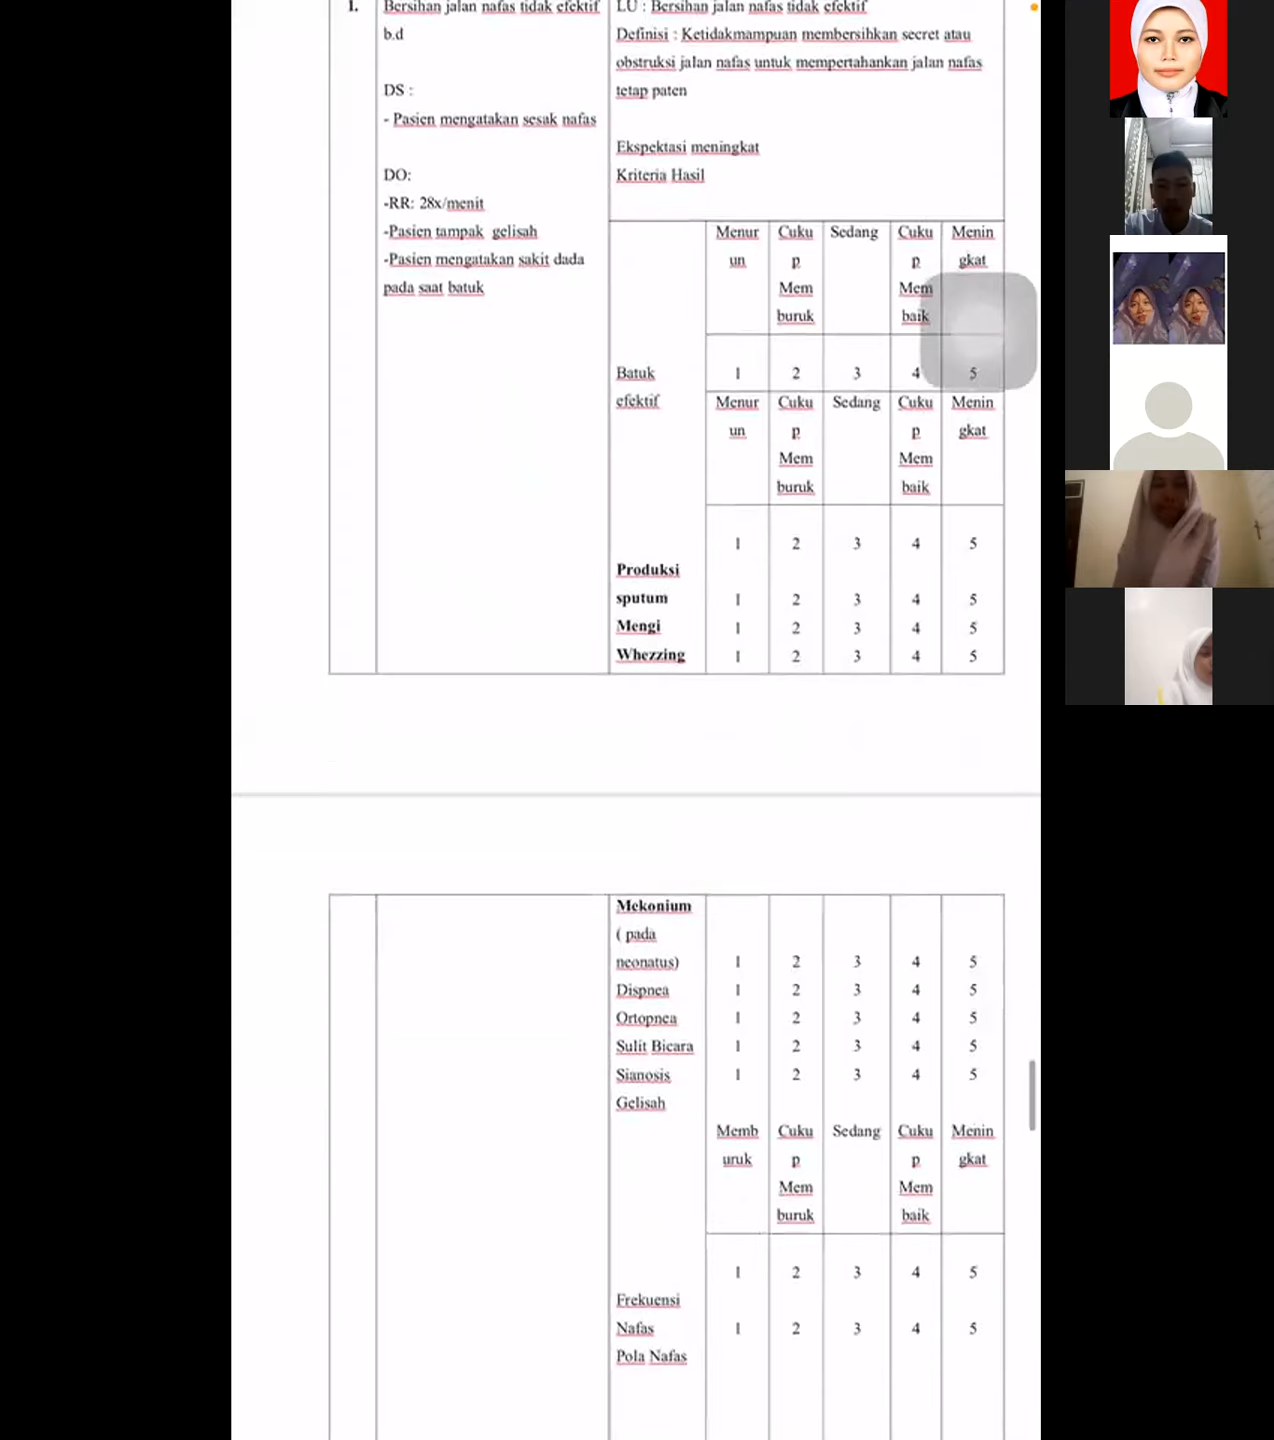 1.
Bersihan jalan nafas tidak efektif
b.d
DS :
- Pasien mengatakan sesak nafas
DO:
-RR: 28x/menit
-Pasien tampak gelisah
-Pasien mengatakan sakit dada
pada saat batuk
LU : Bersihan jalan nafas tidak efektif
Definisi : Ketidakmampuan membersihkan secret atau
obstruksi jalan nafas untuk mempertahankan jalan nafas
tetap paten
Ekspektasi meningkat
Kriteria Hasil
Menur Cuku Sedang Cuku Menin
un p p gkat
Mem Mem
buruk baik
Batuk 1 2 3 4 5
efektif Menur Cuku Sedang Cuku Menin
un p p gkat
Mem Mem
buruk baik
1 2 3 4 5
Produksi
sputum 1 2 3 4 5
Mengi 1 2 3 4 5
Whezzing 1 2 3 4 5
Mekonium
( pada
neonatus) 1 2 3 4 5
Dispnea 1 2 3 4 5
Ortopnea 1 2 3 4 5
Sulit Bicara 1 2 3 4 5
Sianosis 1 2 3 4 5
Gelisah
Memb Cuku Sedang Cuku Menin
uruk p p gkat
Mem Mem
buruk baik
1 2 3 4 5
Frekuensi
Nafas 1 2 3 4 5
Pola Nafas